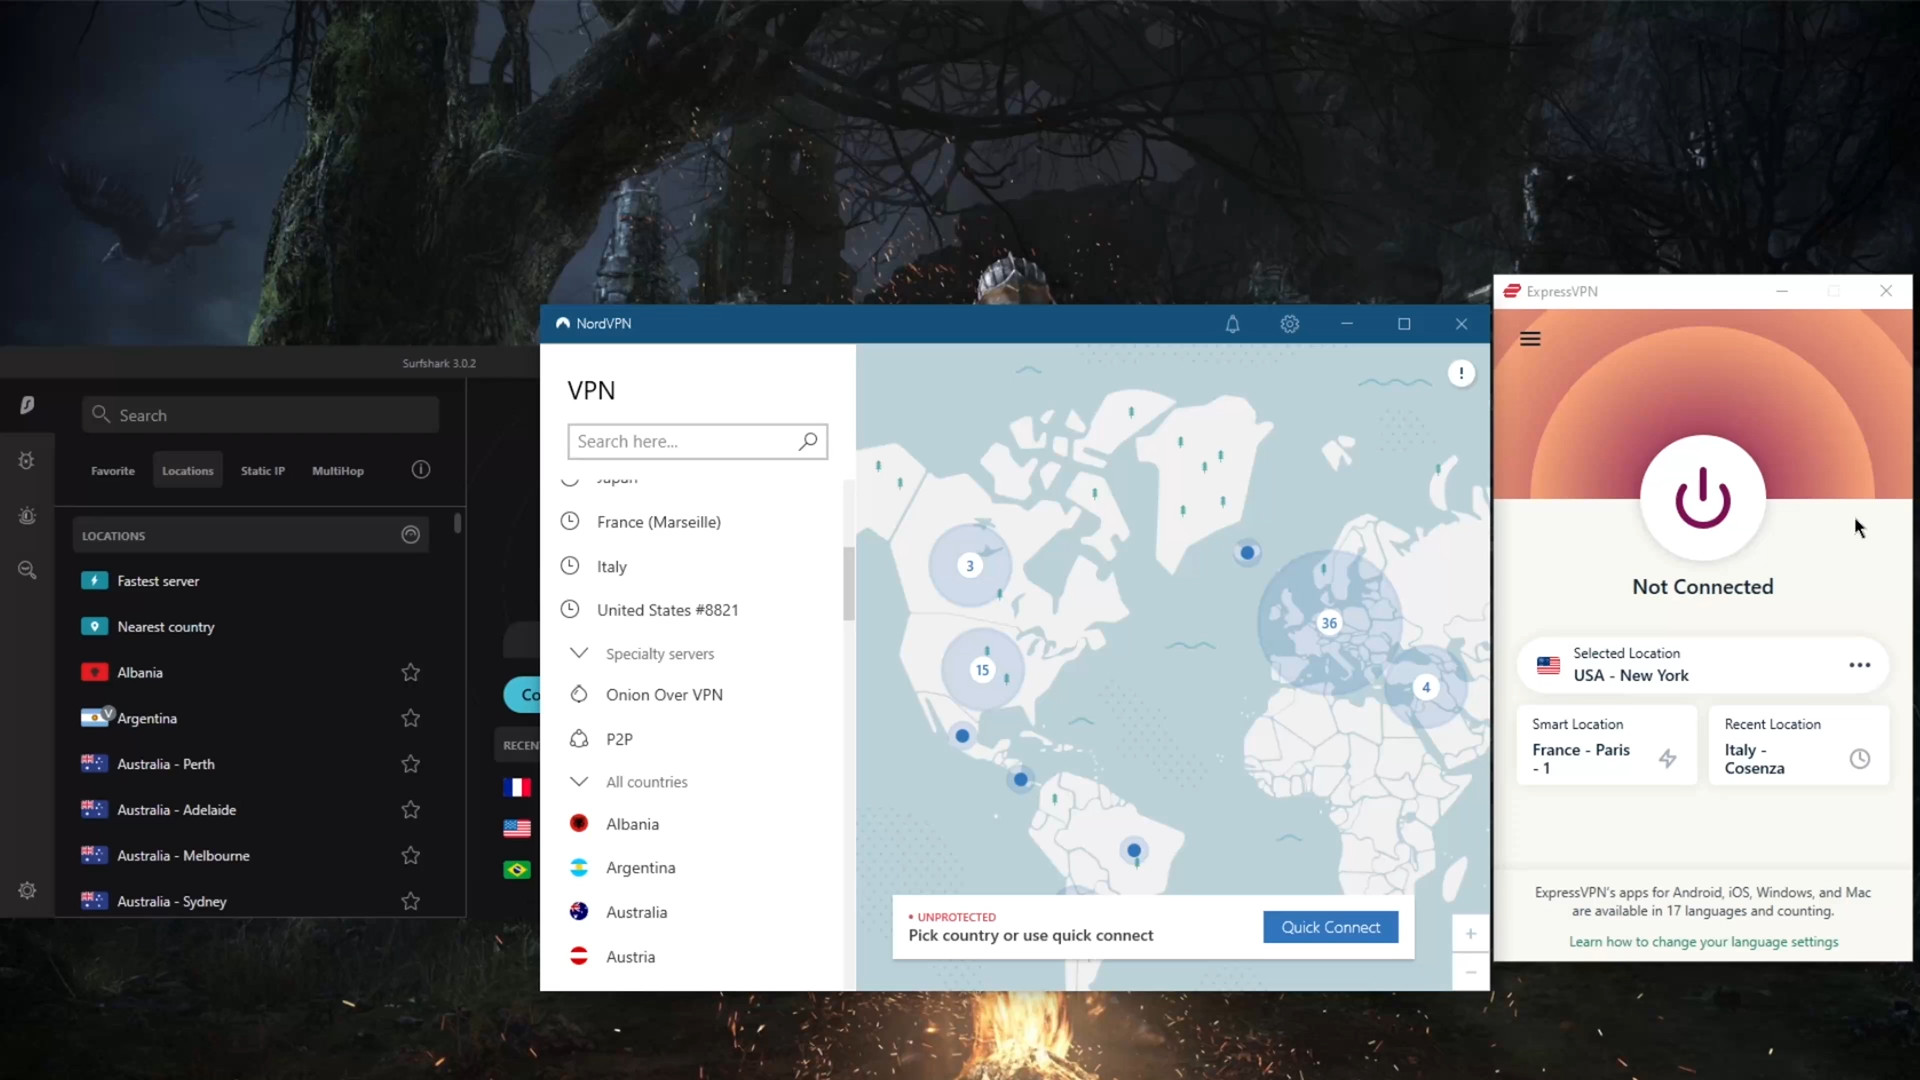 Surfshark 3.0.2
Search
Favorite
Locations
Static IP
MultiHop
LOCATIONS
Fastest server
Nearest country
Albania
V
Argentina
Australia - Perth
Australia - Adelaide
Australia - Melbourne
Australia - Sydney
Co
RECEN
NordVPN
VPN
Search here...
Japan
France (Marseille)
Italy
United States #8821
Specialty servers
Onion Over VPN
P2P
All countries
Albania
Argentina
Australia
Austria
!
3
15
36
4
• UNPROTECTED
Pick country or use quick connect
Quick Connect
+
−
ExpressVPN
Not Connected
Selected Location
USA - New York
Smart Location
France - Paris
- 1
Recent Location
Italy -
Cosenza
ExpressVPN's apps for Android, iOS, Windows, and Mac
are available in 17 languages and counting.
Learn how to change your language settings